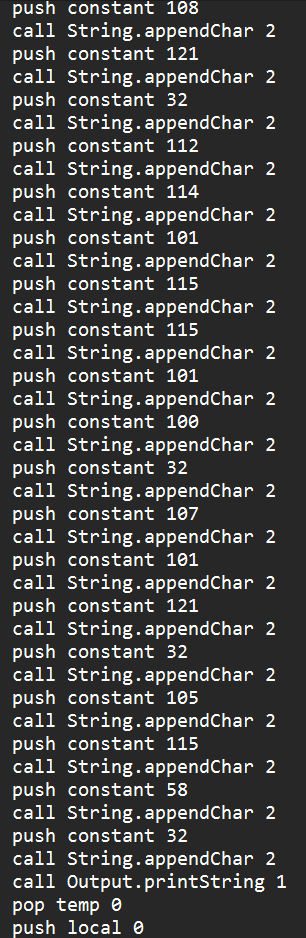 push constant 108
call String.appendChar 2
push constant 121
call String.appendChar 2
push constant 32
call String.appendChar 2
push constant 112
call String.appendChar 2
push constant 114
call String.appendChar 2
push constant 101
call String.appendChar 2
push constant 115
call String.appendChar 2
push constant 115
call String.appendChar 2
push constant 101
call String.appendChar 2
push constant 100
call String.appendChar 2
push constant 32
call String.appendChar 2
push constant 107
call String.appendChar 2
push constant 101
call String.appendChar 2
push constant 121
call String.appendChar 2
push constant 32
call String.appendChar 2
push constant 105
call String.appendChar 2
push constant 115
call String.appendChar 2
push constant 58
call String.appendChar 2
push constant 32
call String.appendChar 2
call Output.printString 1
pop temp 0
push local 0